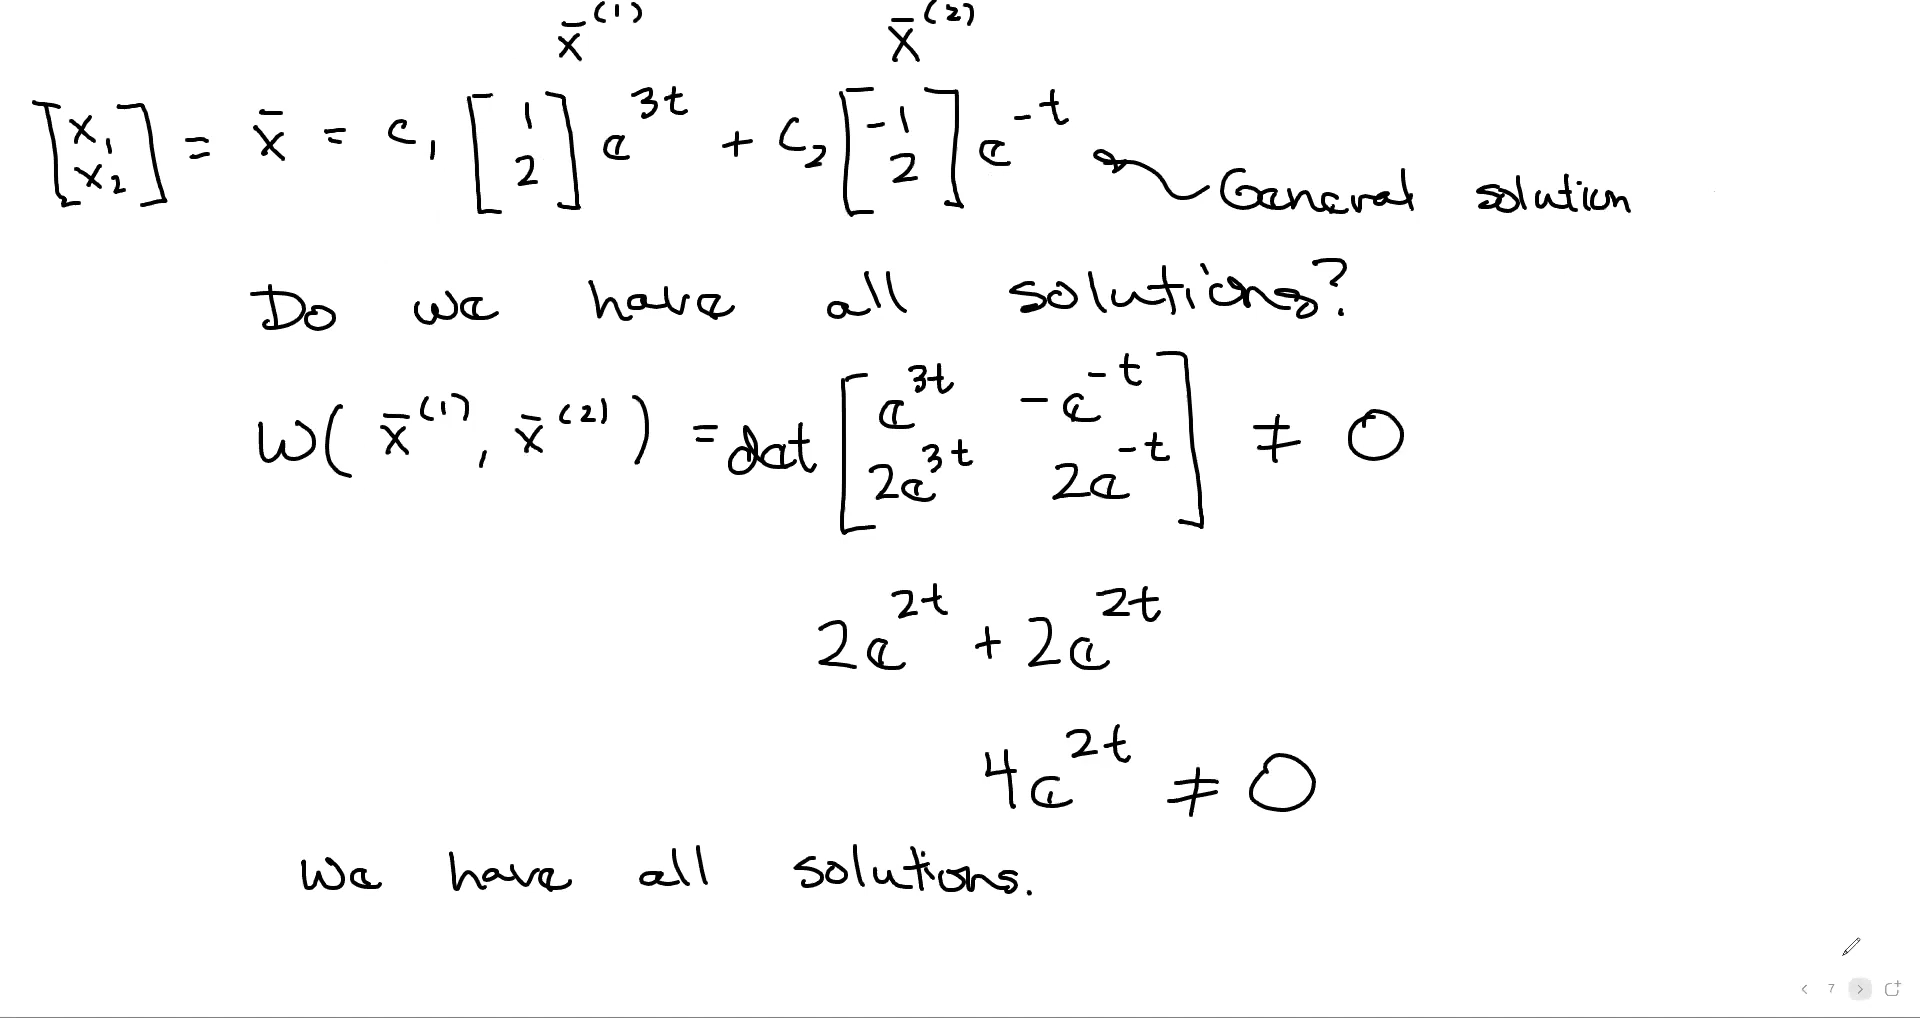 x̄⁽¹⁾ x̄⁽²⁾
[x₁ x₂] = x̄ = c₁ [1 2] e^{3t} + c₂ [-1 2] e^{-t} General solution
Do we have all solutions?
W( x̄⁽¹⁾, x̄⁽²⁾ ) = det [e^{3t} -e^{-t} 2e^{3t} 2e^{-t}] ≠ 0
2e^{2t} + 2e^{2t}
4e^{2t} ≠ 0
We have all solutions.
< 7 >